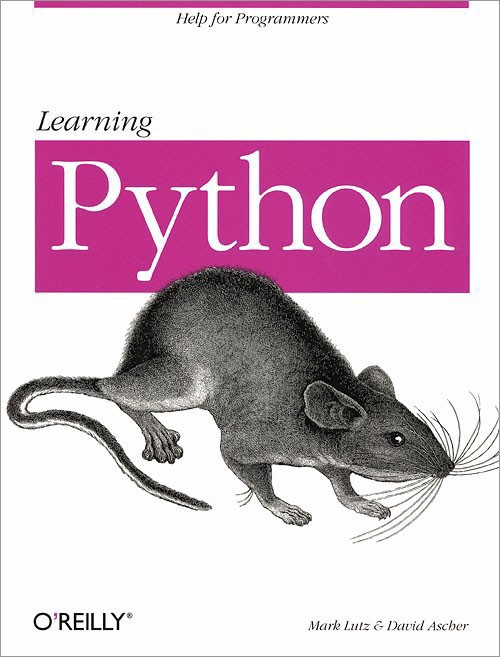 Help for Programmers
Learning
Python
O'REILLY®
Mark Lutz & David Ascher